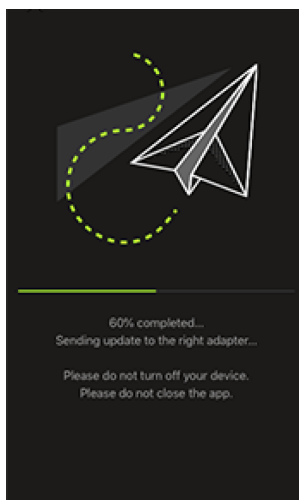 60% completed...
Sending update to the right adapter...
Please do not turn off your device.
Please do not close the app.